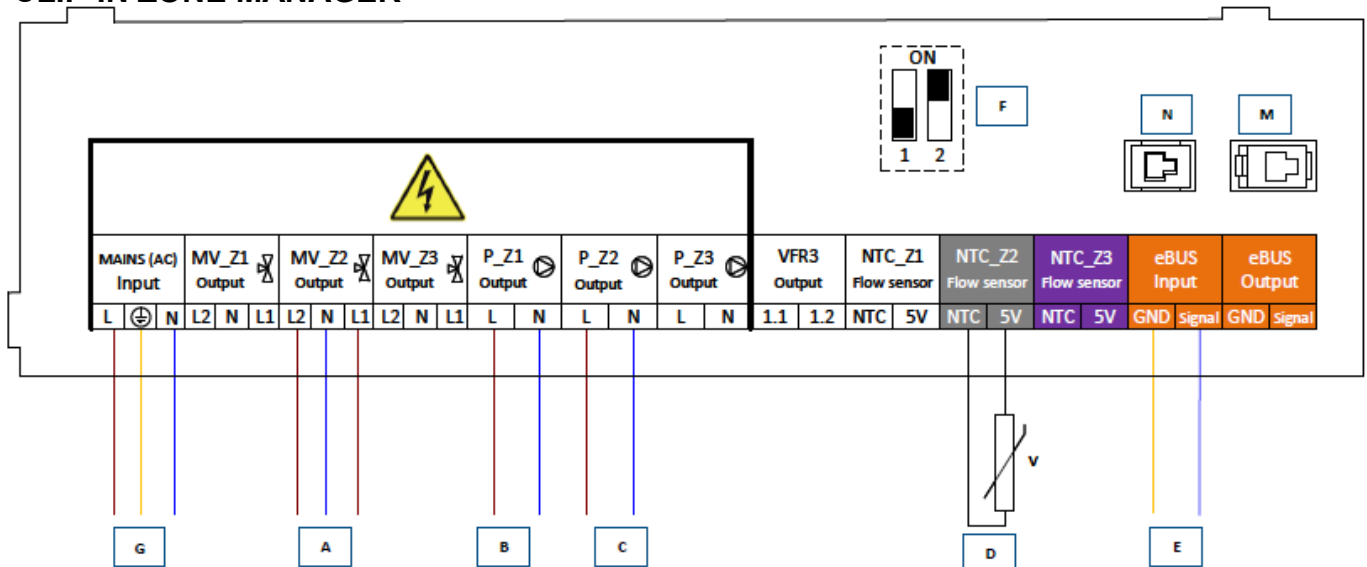 ON
1 2
F
N
M
MAINS (AC) Input
MV_Z1 Output
MV_Z2 Output
MV_Z3 Output
P_Z1 Output
P_Z2 Output
P_Z3 Output
VFR3 Output
NTC_Z1 Flow sensor
NTC_Z2 Flow sensor
NTC_Z3 Flow sensor
eBUS Input
eBUS Output
L N L2 N L1 L2 N L1 L2 N L1 L N L N L N 1.1 1.2 NTC 5V NTC 5V NTC 5V GND Signal GND Signal
V
G
A
B
C
D
E